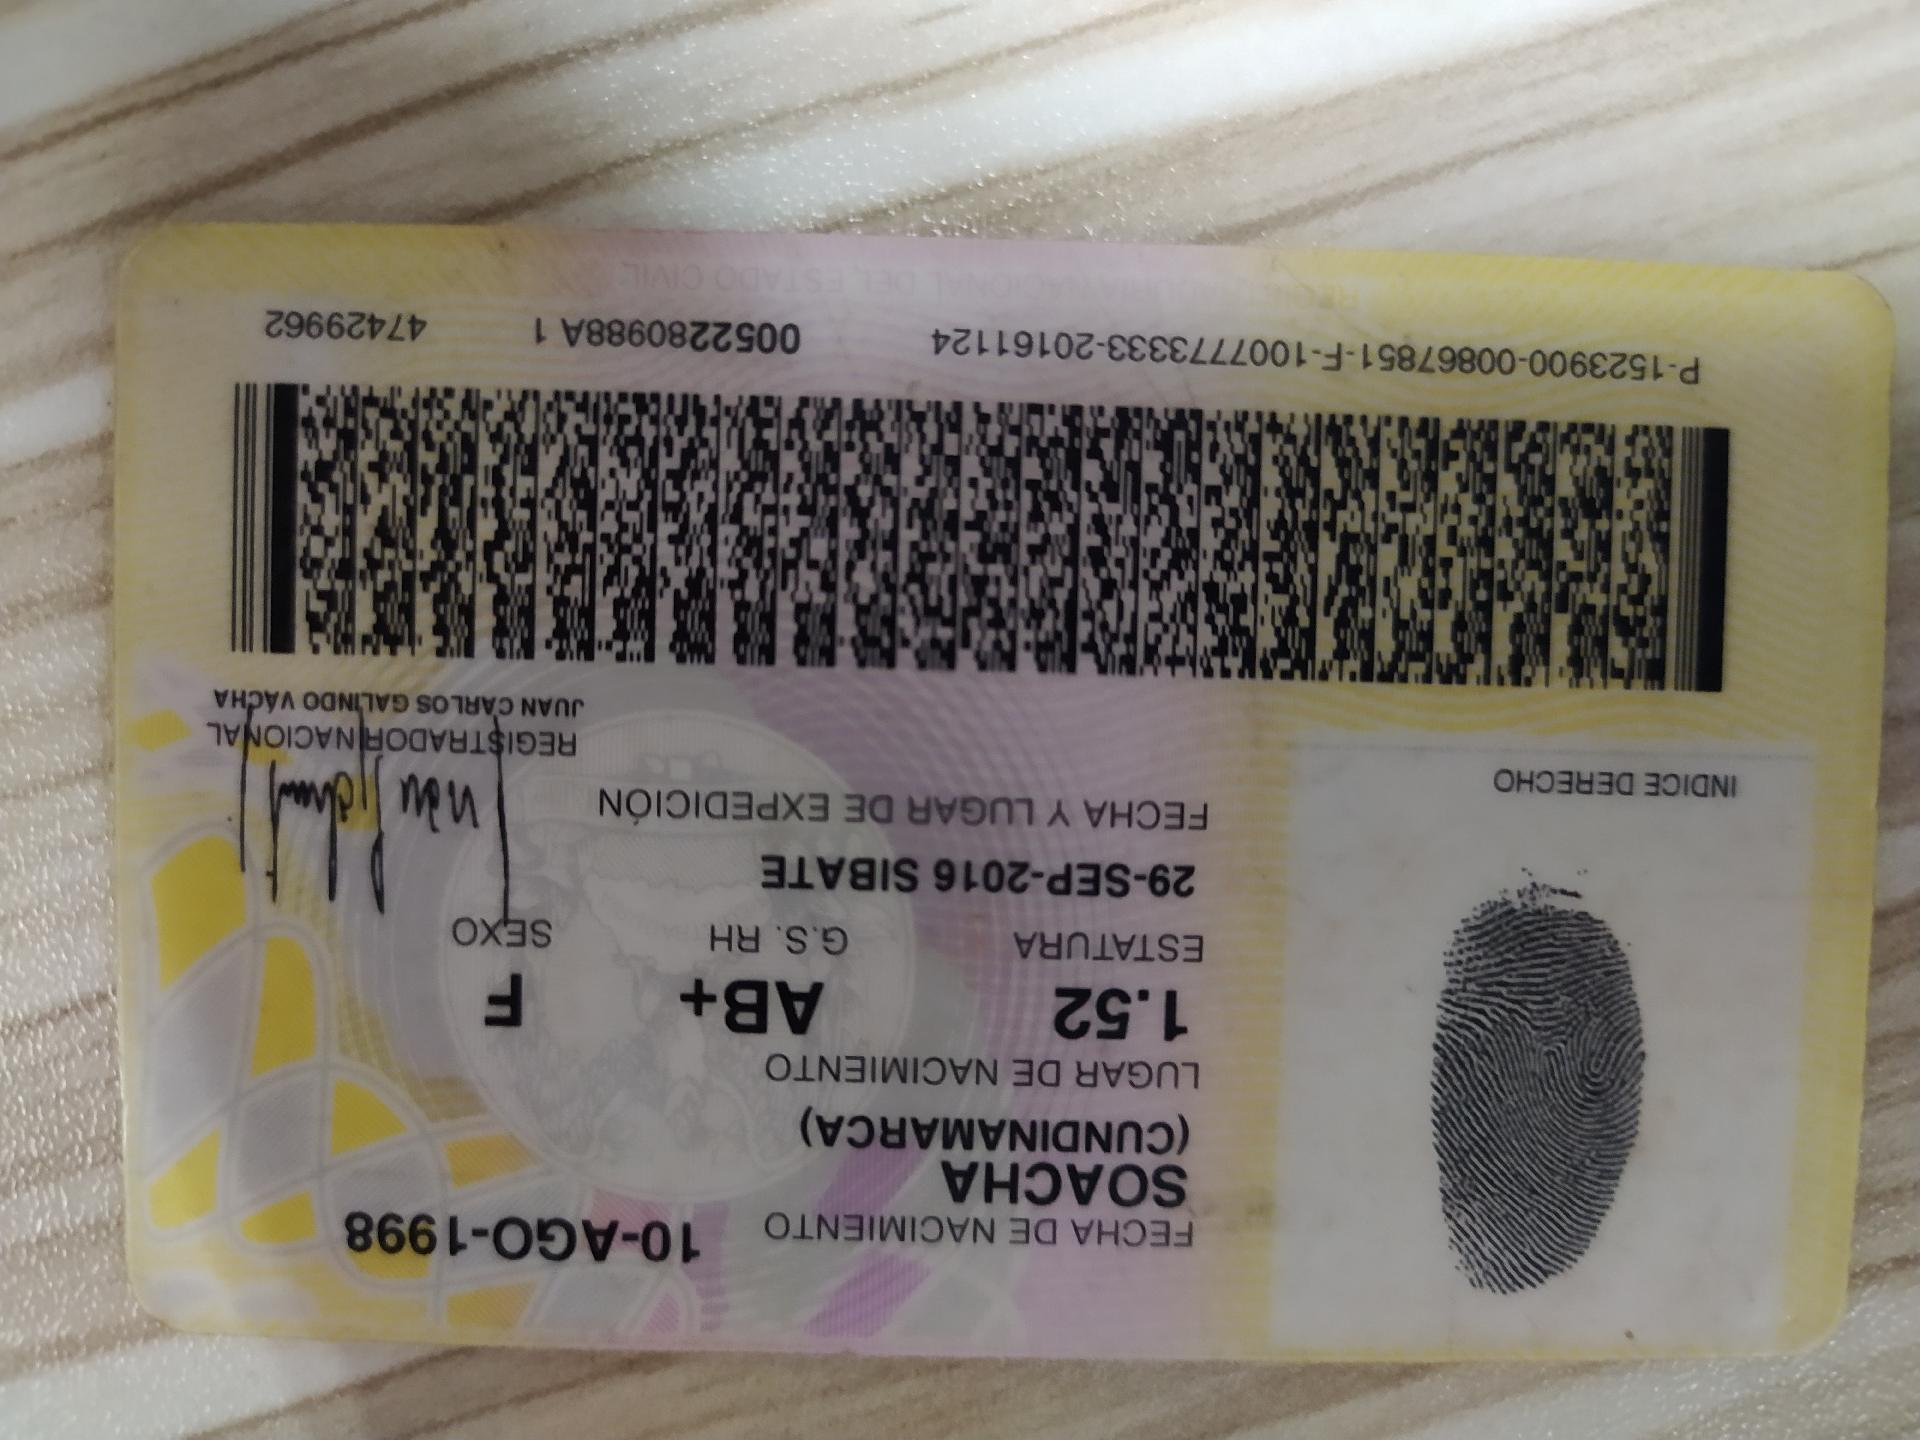 FECHA DE NACIMIENTO 10-AGO-1998
SOACHA
(CUNDINAMARCA)
LUGAR DE NACIMIENTO
1.52 AB+ F
ESTATURA G.S. RH SEXO
29-SEP-2016 SIBATE
FECHA Y LUGAR DE EXPEDICIÓN
INDICE DERECHO
REGISTRADOR NACIONAL
JUAN CARLOS GALINDO VÁCHA
P-1523900-00867851-F-1007773333-20161124 0052280988A 1 47429962
REGISTRADURIA NACIONAL DEL ESTADO CIVIL